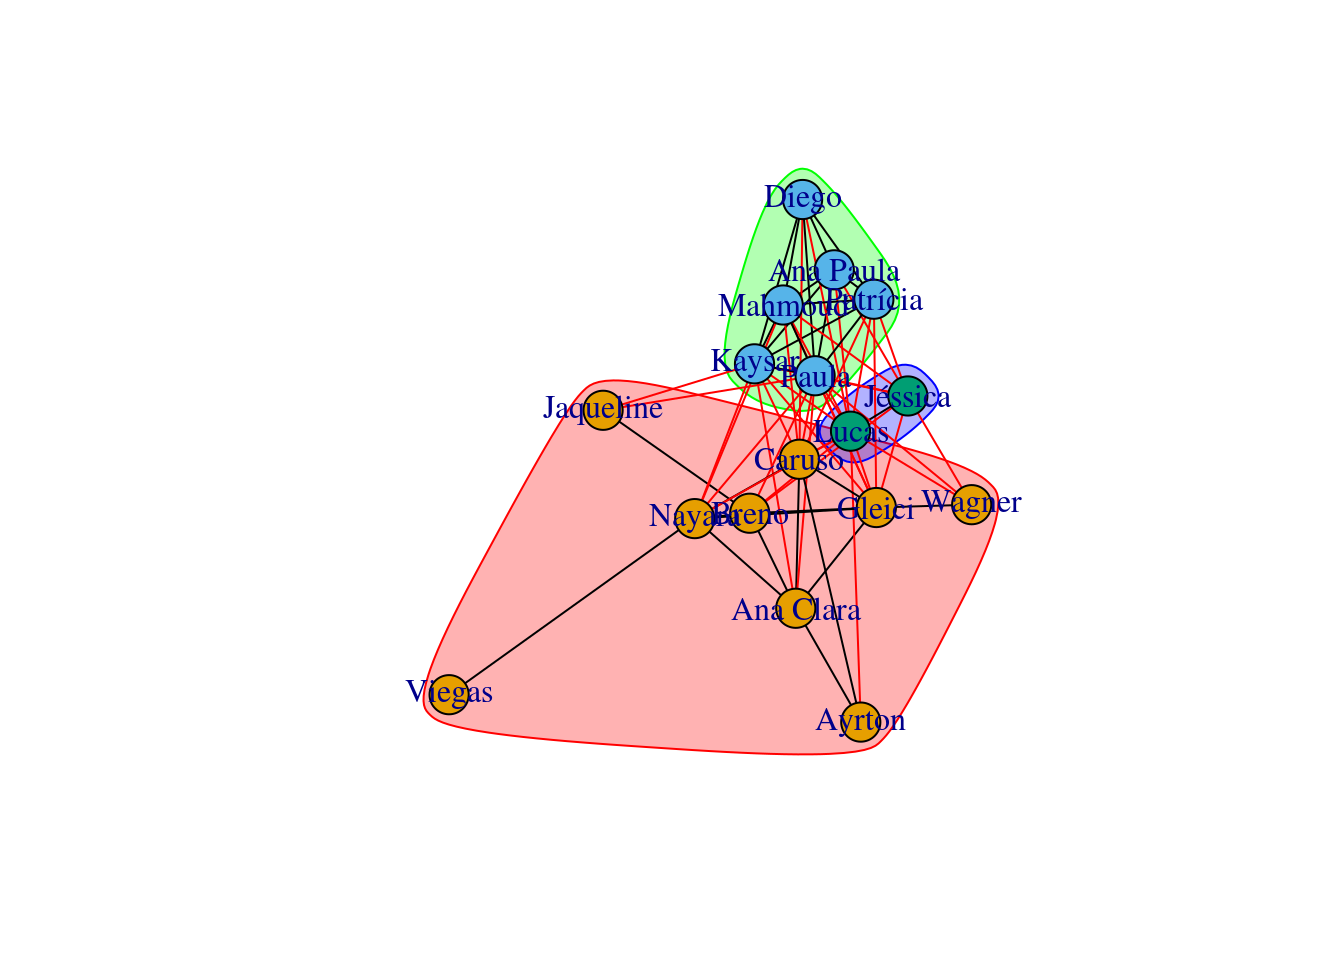 Diego
Ana Paula
Patrícia
Mahmoud
Kaysar
Paula
Jéssica
Jaqueline
Lucas
Caruso
Wagner
Gleici
Nayara
Breno
Ana Clara
Viegas
Ayrton